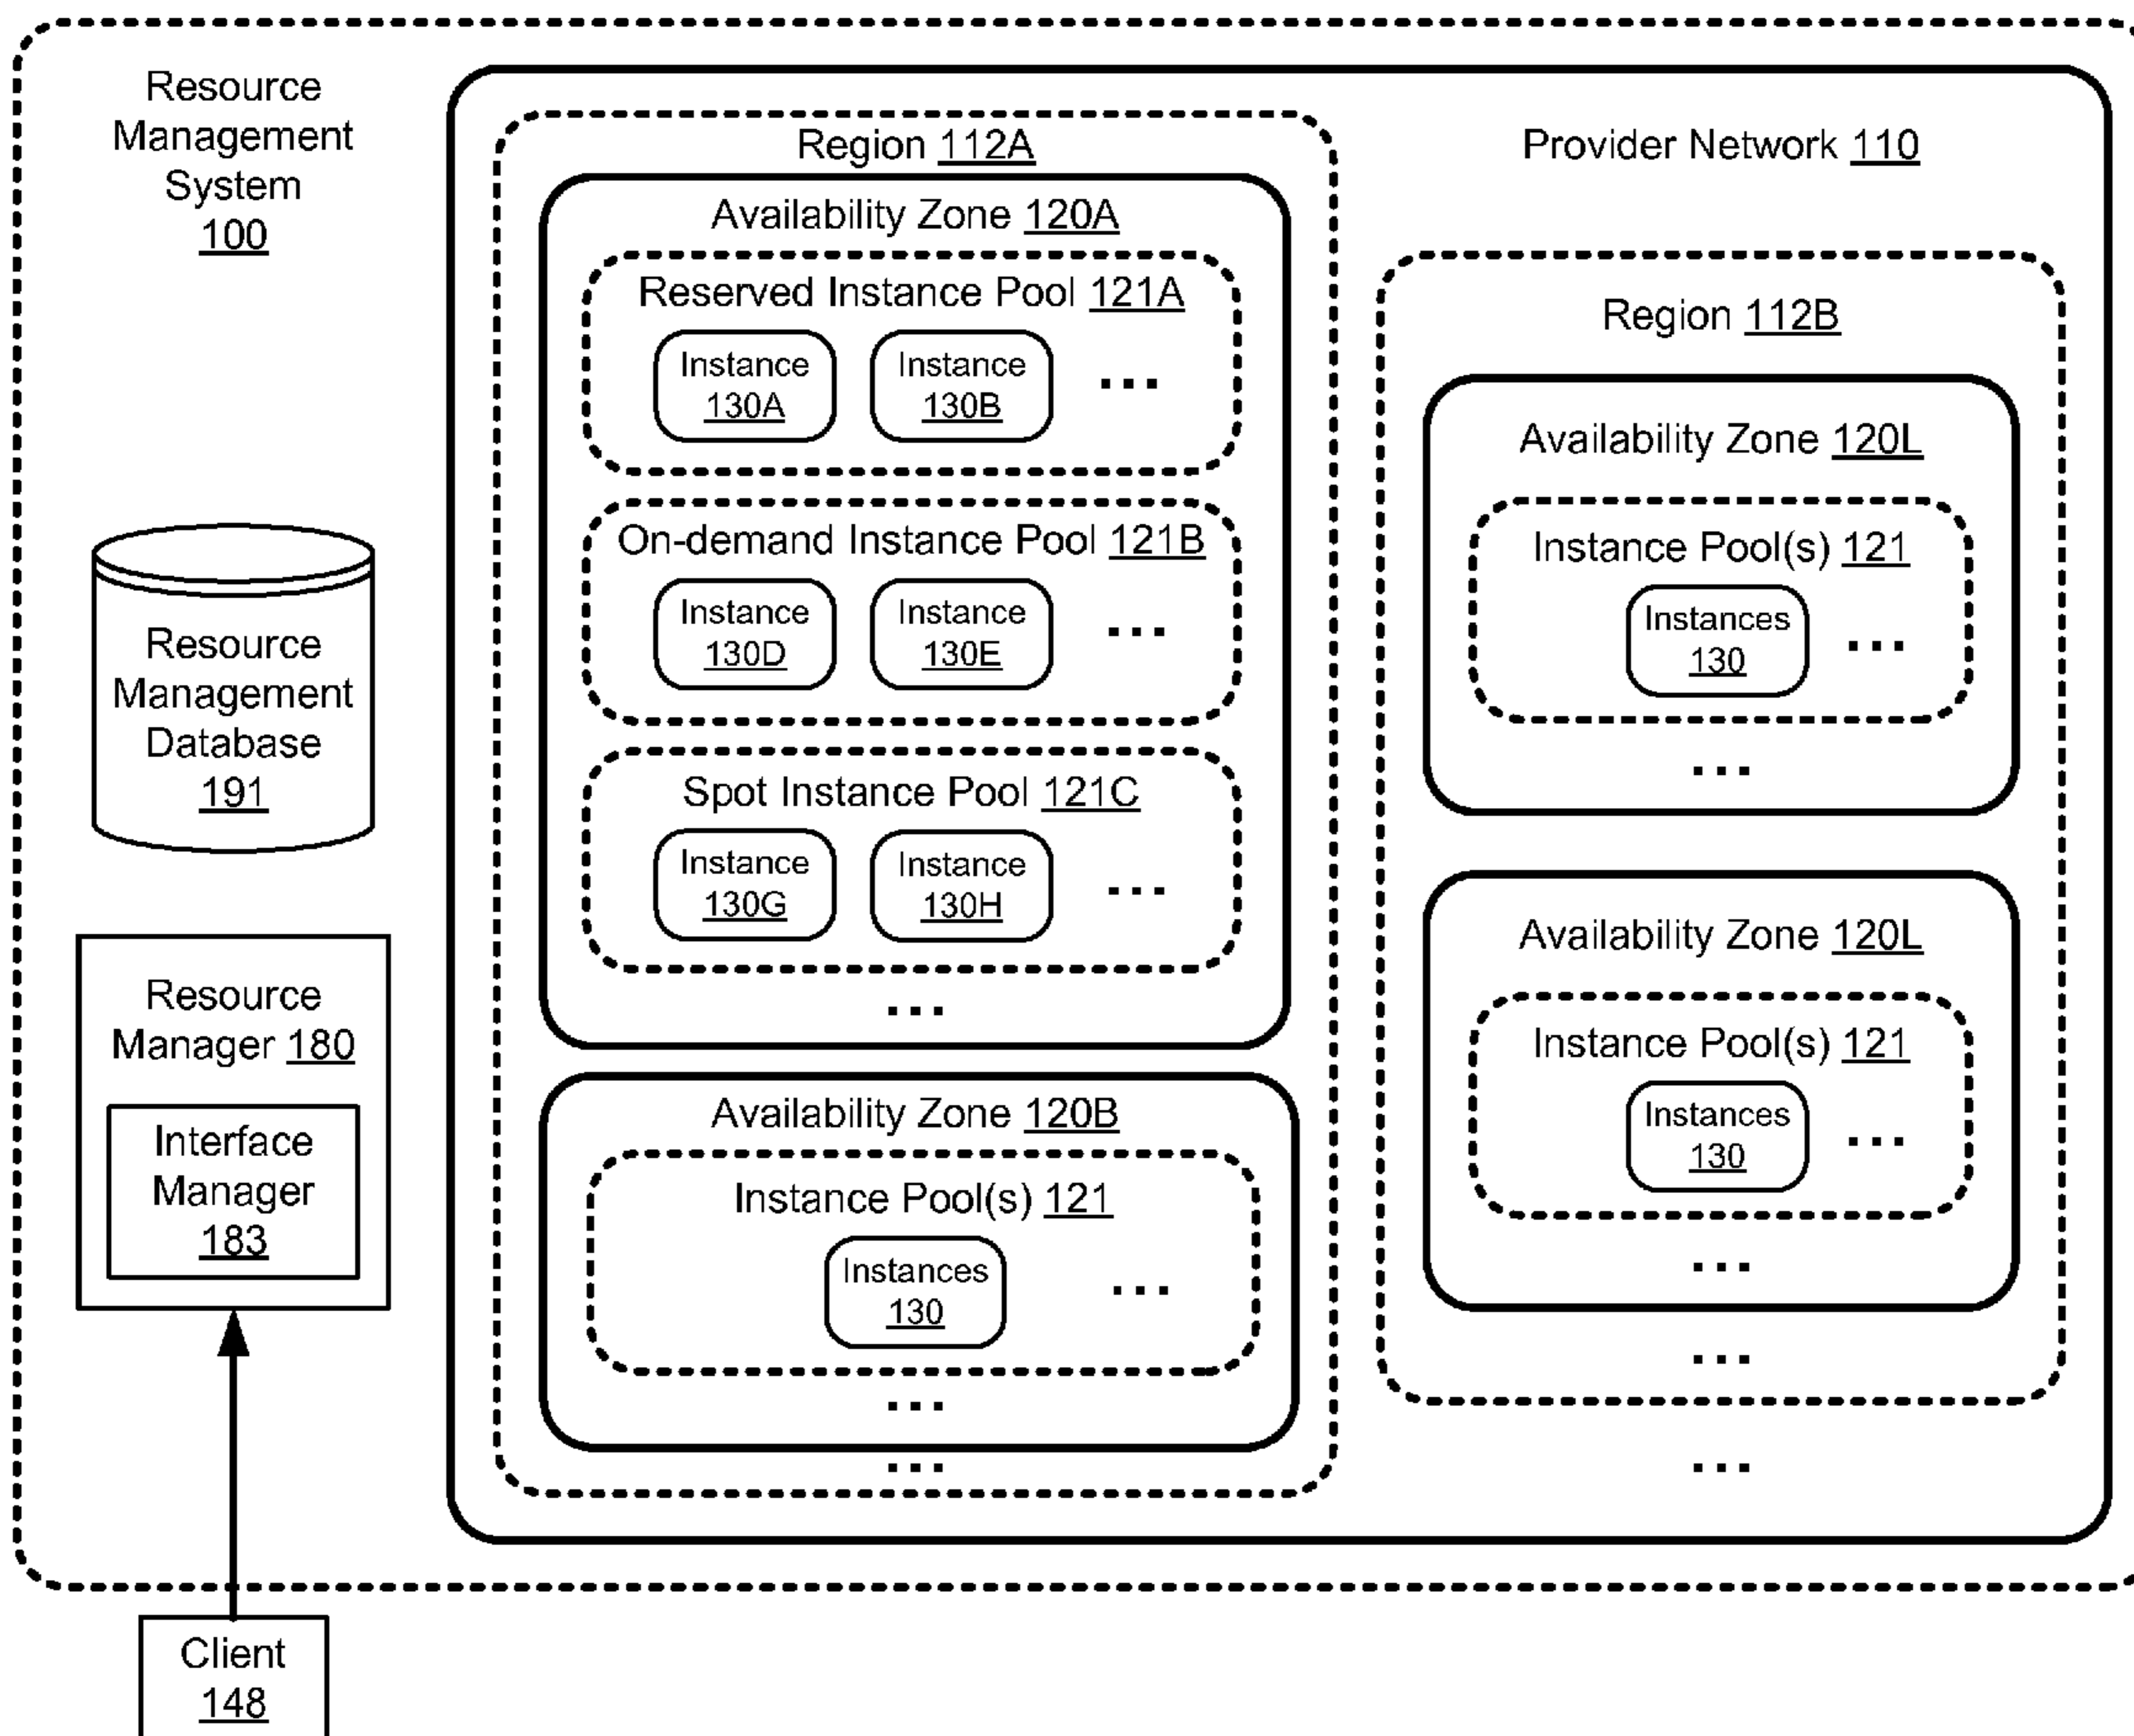 Resource
Management
System
100
Resource
Management
Database
191
Resource
Manager 180
Interface
Manager
183
Client
148
Region 112A
Availability Zone 120A
Reserved Instance Pool 121A
Instance
130A
Instance
130B
...
On-demand Instance Pool 121B
Instance
130D
Instance
130E
...
Spot Instance Pool 121C
Instance
130G
Instance
130H
...
...
Availability Zone 120B
Instance Pool(s) 121
Instances
130
...
...
...
Provider Network 110
Region 112B
Availability Zone 120L
Instance Pool(s) 121
Instances
130
...
...
Availability Zone 120L
Instance Pool(s) 121
Instances
130
...
...
...
...